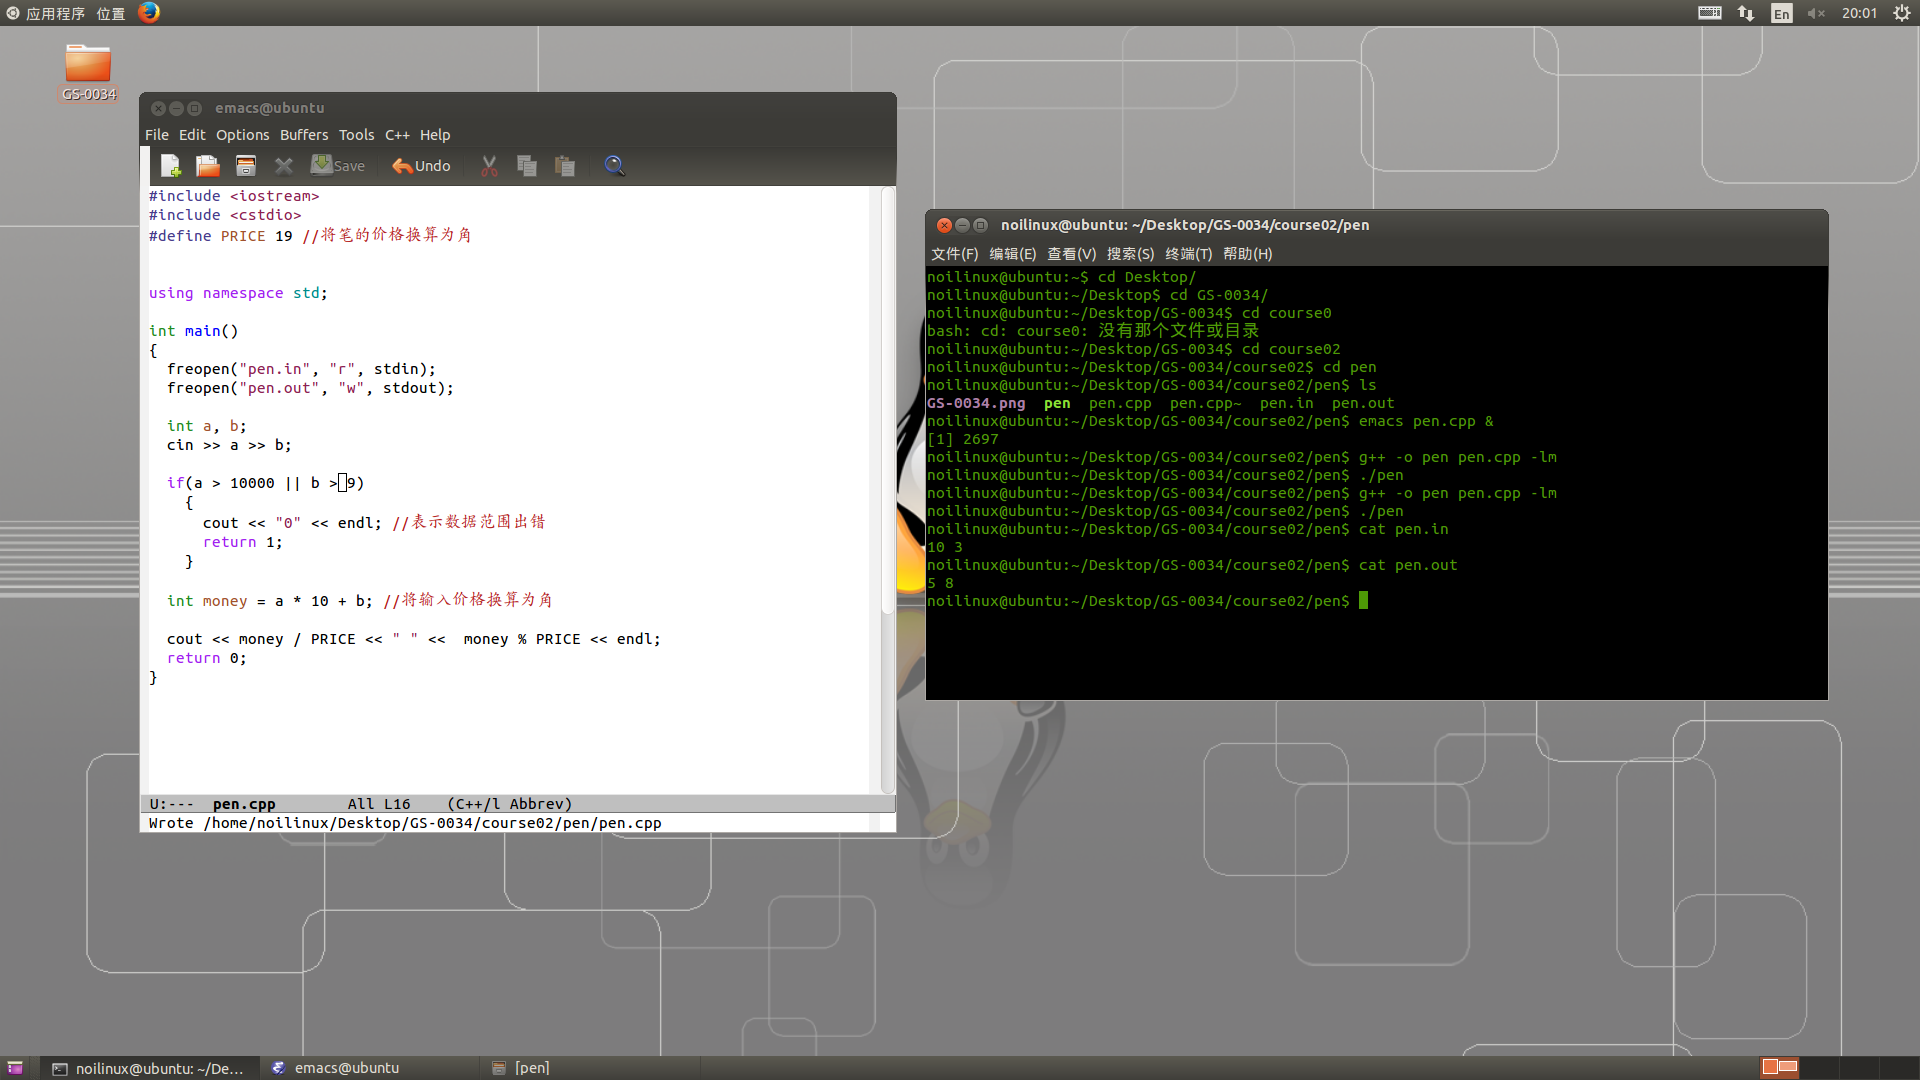 应用程序 位置
En 20:01
GS-0034
emacs@ubuntu
File Edit Options Buffers Tools C++ Help
Save Undo
#include <iostream>
#include <cstdio>
#define PRICE 19 //将笔的价格换算为角
using namespace std;
int main()
{
freopen("pen.in", "r", stdin);
freopen("pen.out", "w", stdout);
int a, b;
cin >> a >> b;
if(a > 10000 || b > 9)
{
cout << "0" << endl; //表示数据范围出错
return 1;
}
int money = a * 10 + b; //将输入价格换算为角
cout << money / PRICE << " " <<  money % PRICE << endl;
return 0;
}
U:--- pen.cpp All L16 (C++/l Abbrev)
Wrote /home/noilinux/Desktop/GS-0034/course02/pen/pen.cpp
noilinux@ubuntu: ~/Desktop/GS-0034/course02/pen
文件(F) 编辑(E) 查看(V) 搜索(S) 终端(T) 帮助(H)
noilinux@ubuntu:~$ cd Desktop/
noilinux@ubuntu:~/Desktop$ cd GS-0034/
noilinux@ubuntu:~/Desktop/GS-0034$ cd course0
bash: cd: course0: 没有那个文件或目录
noilinux@ubuntu:~/Desktop/GS-0034$ cd course02
noilinux@ubuntu:~/Desktop/GS-0034/course02$ cd pen
noilinux@ubuntu:~/Desktop/GS-0034/course02/pen$ ls
GS-0034.png pen pen.cpp pen.cpp~ pen.in pen.out
noilinux@ubuntu:~/Desktop/GS-0034/course02/pen$ emacs pen.cpp &
[1] 2697
noilinux@ubuntu:~/Desktop/GS-0034/course02/pen$ g++ -o pen pen.cpp -lm
noilinux@ubuntu:~/Desktop/GS-0034/course02/pen$ ./pen
noilinux@ubuntu:~/Desktop/GS-0034/course02/pen$ g++ -o pen pen.cpp -lm
noilinux@ubuntu:~/Desktop/GS-0034/course02/pen$ ./pen
noilinux@ubuntu:~/Desktop/GS-0034/course02/pen$ cat pen.in
10 3
noilinux@ubuntu:~/Desktop/GS-0034/course02/pen$ cat pen.out
5 8
noilinux@ubuntu:~/Desktop/GS-0034/course02/pen$
noilinux@ubuntu: ~/De... emacs@ubuntu [pen]